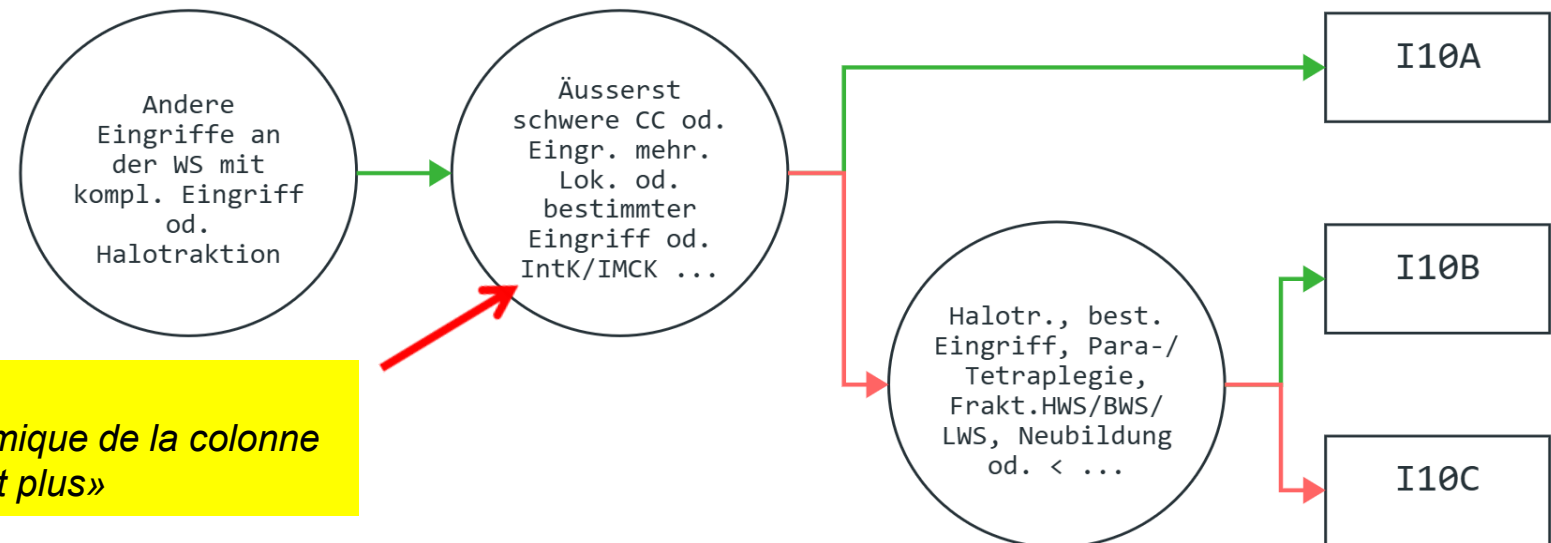 Andere
Eingriffe an
der WS mit
kompl. Eingriff
od.
Halotraktion
Äusserst
schwere CC od.
Eingr. mehr.
Lok. od.
bestimmter
Eingriff od.
IntK/IMCK ...
I10A
Halotr., best.
Eingriff, Para-/
Tetraplegie,
Frakt.HWS/BWS/
LWS, Neubildung
od. < ...
I10B
I10C
de la colonne
plus»